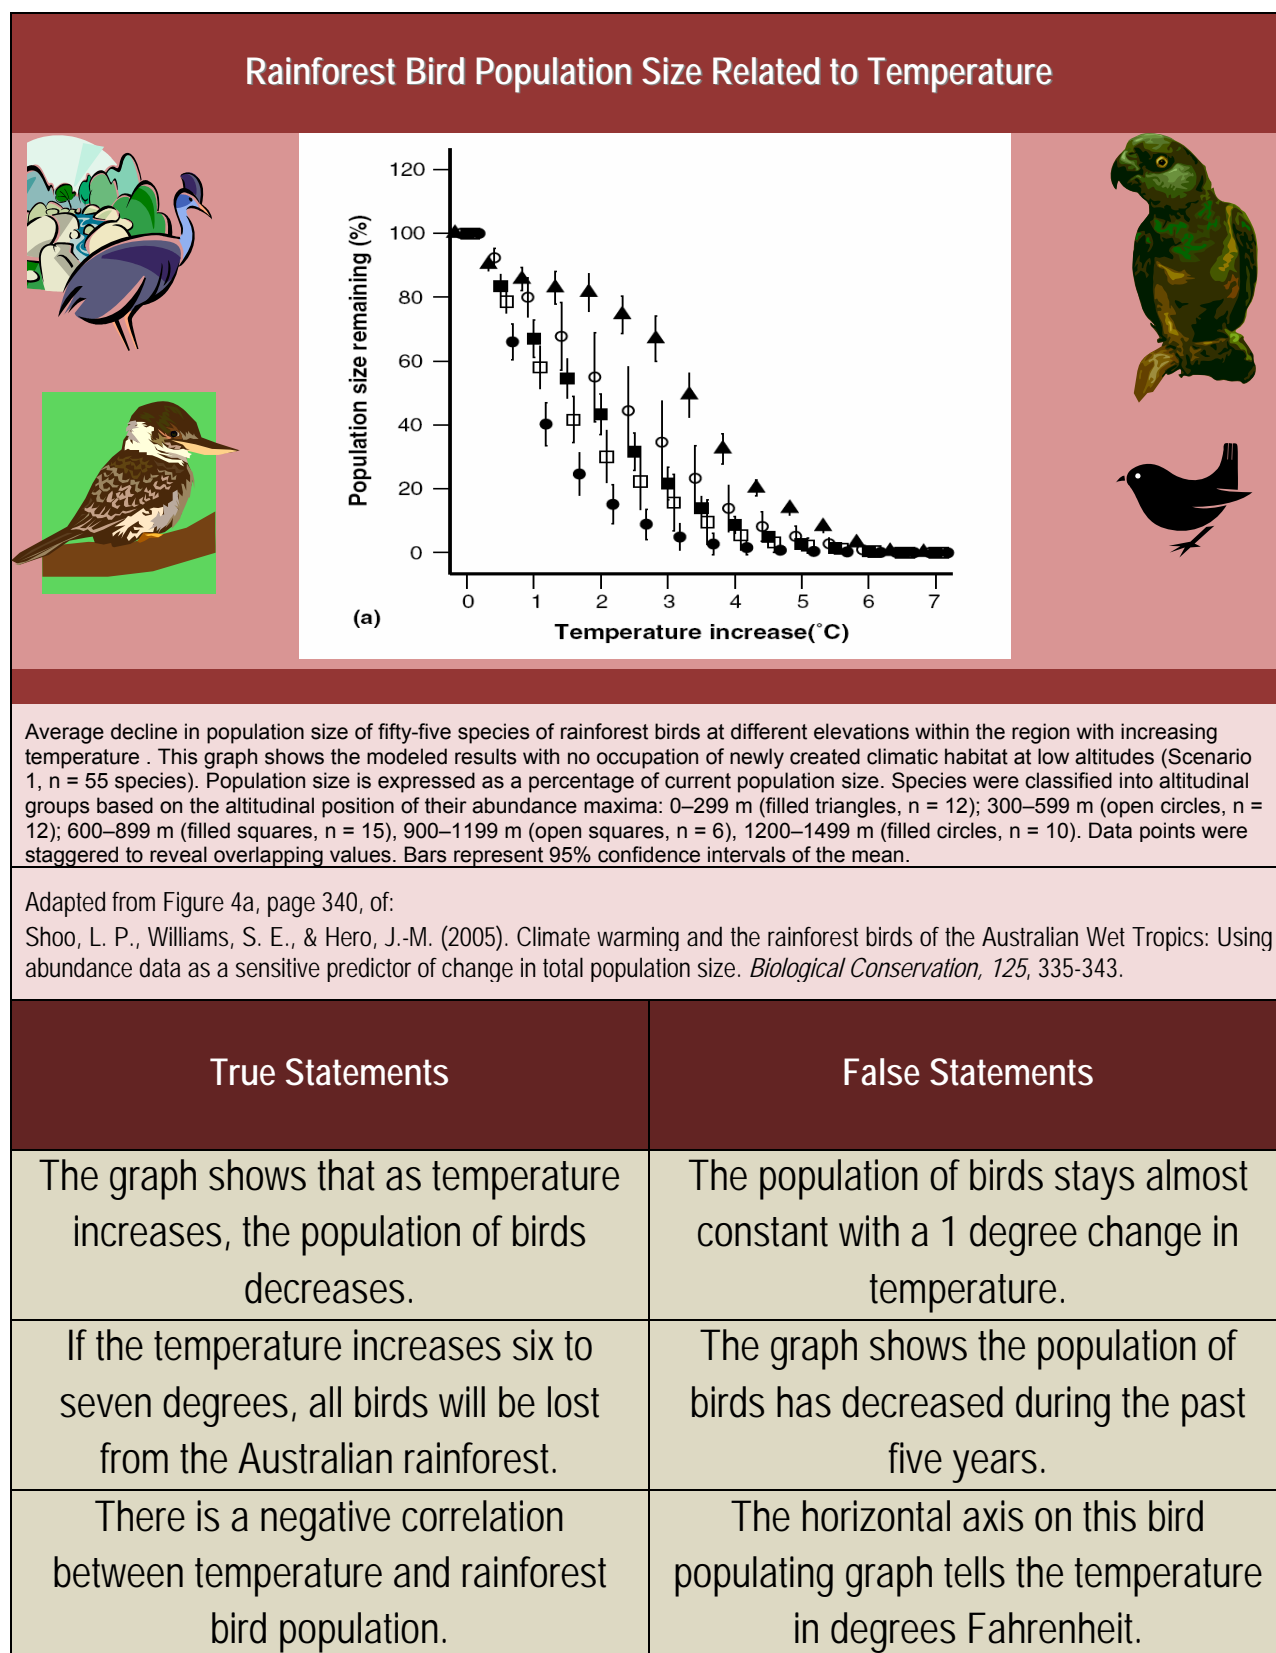 Rainforest Bird Population Size Related to Temperature
120
100
80
60
40
20
0
Population size remaining (%)
0 1 2 3 4 5 6 7
(a)
Temperature increase(˚C)
Average decline in population size of fifty-five species of rainforest birds at different elevations within the region with increasing
temperature . This graph shows the modeled results with no occupation of newly created climatic habitat at low altitudes (Scenario
1, n = 55 species). Population size is expressed as a percentage of current population size. Species were classified into altitudinal
groups based on the altitudinal position of their abundance maxima: 0–299 m (filled triangles, n = 12); 300–599 m (open circles, n =
12); 600–899 m (filled squares, n = 15), 900–1199 m (open squares, n = 6), 1200–1499 m (filled circles, n = 10). Data points were
staggered to reveal overlapping values. Bars represent 95% confidence intervals of the mean.
Adapted from Figure 4a, page 340, of:
Shoo, L. P., Williams, S. E., & Hero, J.-M. (2005). Climate warming and the rainforest birds of the Australian Wet Tropics: Using
abundance data as a sensitive predictor of change in total population size. Biological Conservation, 125, 335-343.
True Statements
False Statements
The graph shows that as temperature
increases, the population of birds
decreases.
The population of birds stays almost
constant with a 1 degree change in
temperature.
If the temperature increases six to
seven degrees, all birds will be lost
from the Australian rainforest.
The graph shows the population of
birds has decreased during the past
five years.
There is a negative correlation
between temperature and rainforest
bird population.
The horizontal axis on this bird
populating graph tells the temperature
in degrees Fahrenheit.